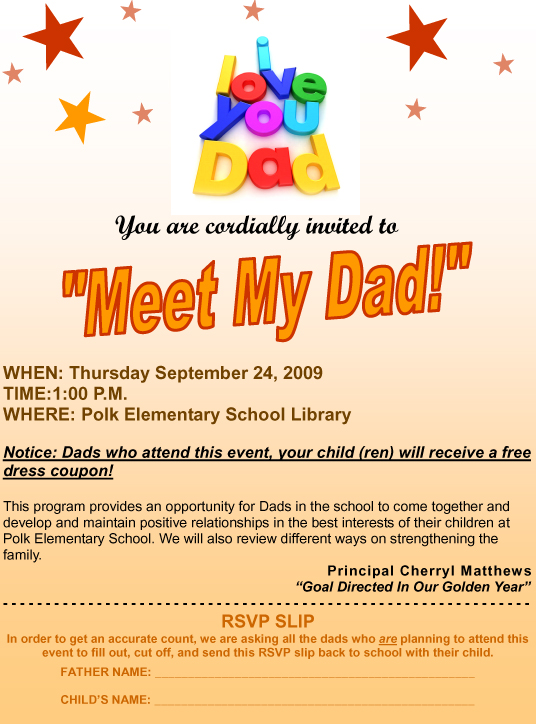 i
love
you
Dad
You are cordially invited to
"Meet My Dad!"
WHEN: Thursday September 24, 2009
TIME:1:00 P.M.
WHERE: Polk Elementary School Library
Notice: Dads who attend this event, your child (ren) will receive a free
dress coupon!
This program provides an opportunity for Dads in the school to come together and
develop and maintain positive relationships in the best interests of their children at
Polk Elementary School. We will also review different ways on strengthening the
family.
Principal Cherryl Matthews
“Goal Directed In Our Golden Year”
RSVP SLIP
In order to get an accurate count, we are asking all the dads who are planning to attend this
event to fill out, cut off, and send this RSVP slip back to school with their child.
FATHER NAME: ________________________________________________
CHILD’S NAME: ________________________________________________